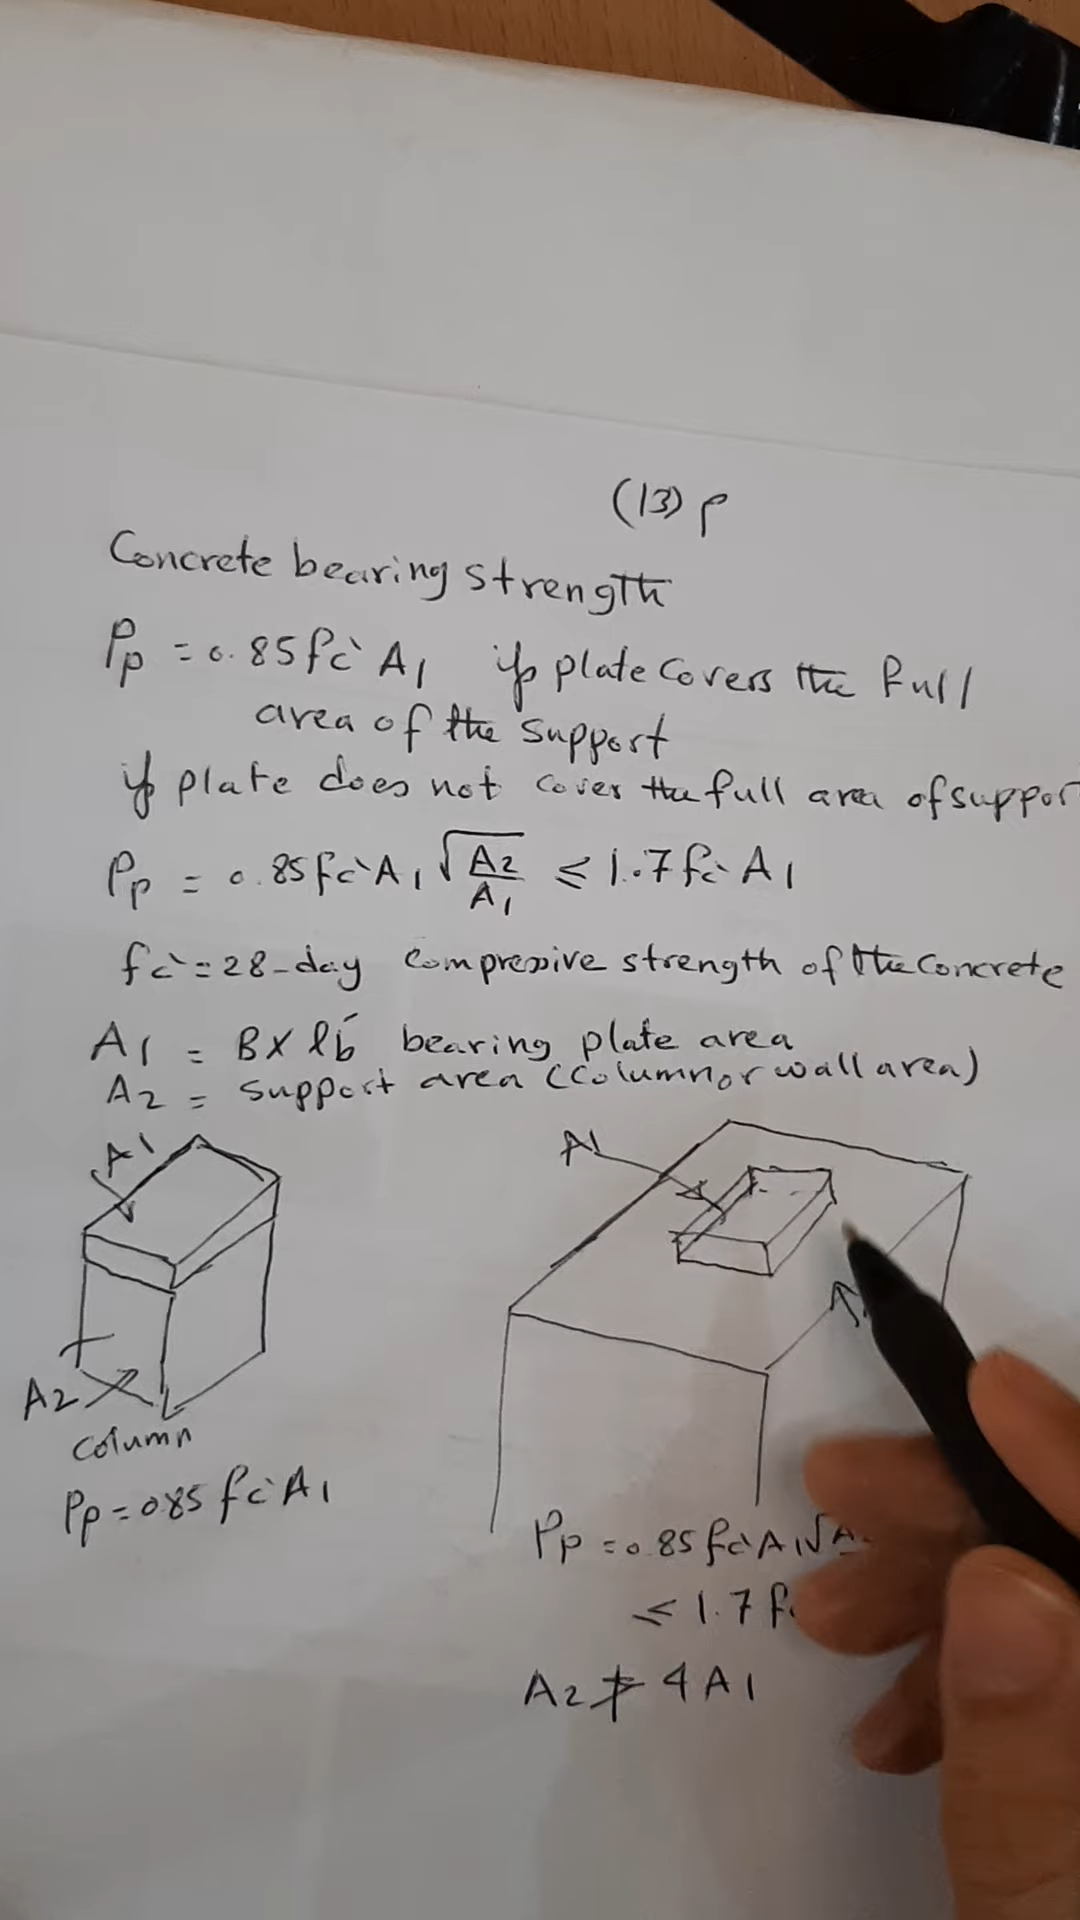 (13) P
Concrete bearing strength
Pp = 0.85 fc' A1 if plate covers the full
area of the support
if plate does not cover the full area of suppor
Pp = 0.85 fc' A1 √(A2/A1) ≤ 1.7 fc' A1
fc' = 28-day compressive strength of the concrete
A1 = B x lb' bearing plate area
A2 = support area (column or wall area)
A1
A1
A2
column
Pp = 0.85 fc' A1
Pp = 0.85 fc' A1 √A
≤ 1.7 f
A2 ≯ 4 A1